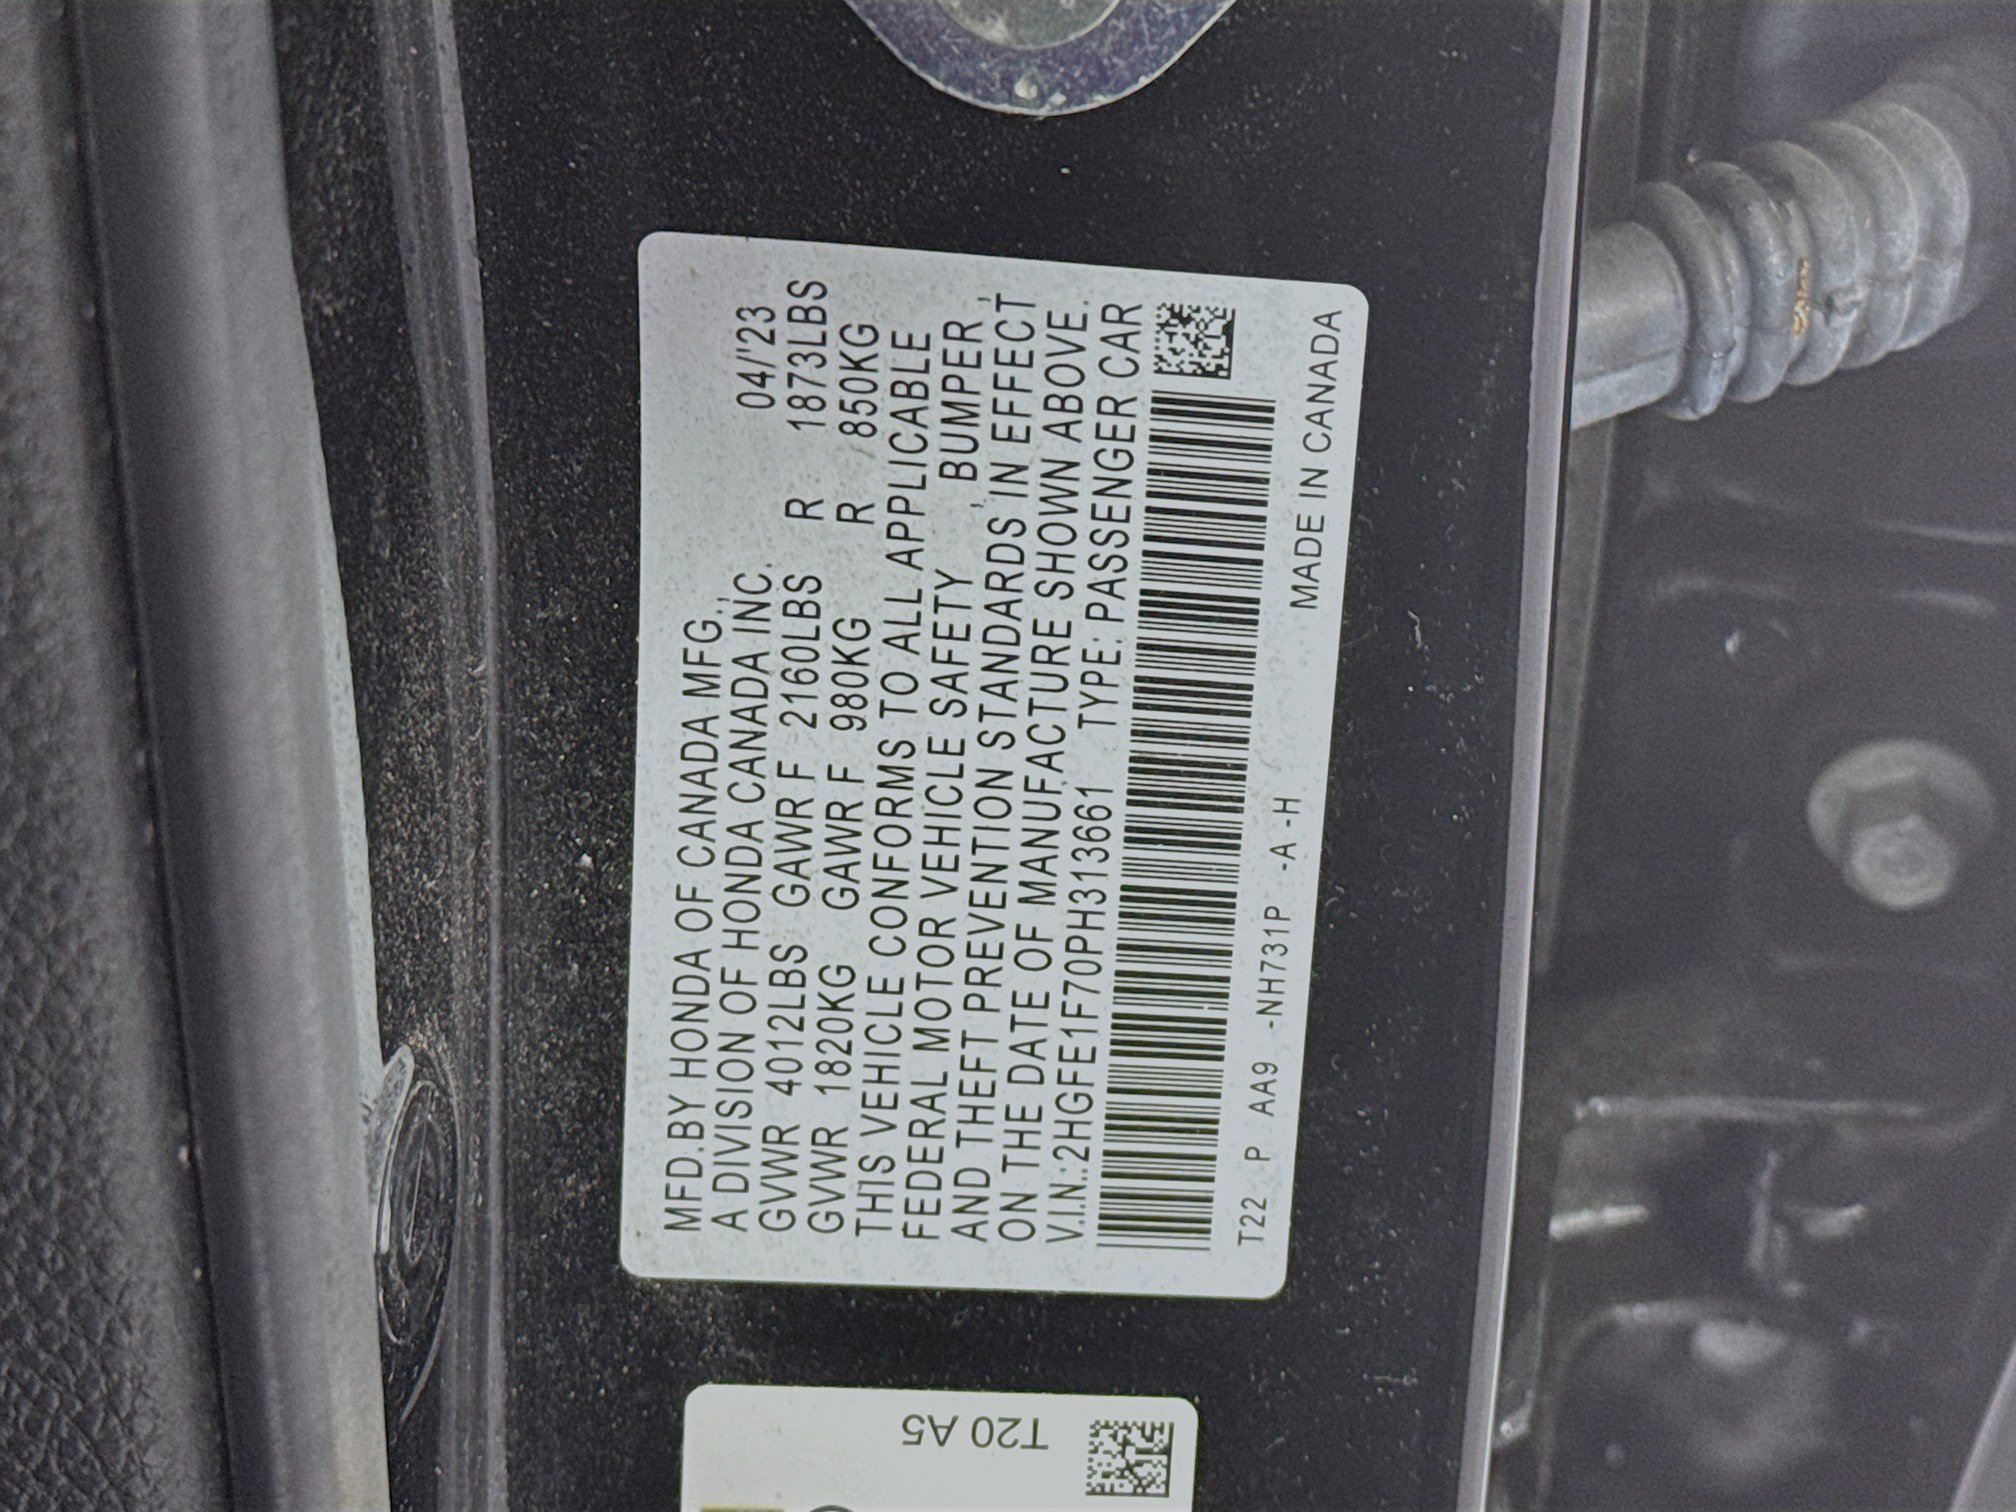 MFD.BY HONDA OF CANADA MFG.,
A DIVISION OF HONDA CANADA INC. 04/'23
GVWR 4012LBS GAWR F 2160LBS R 1873LBS
GVWR 1820KG GAWR F 980KG R 850KG
THIS VEHICLE CONFORMS TO ALL APPLICABLE
FEDERAL MOTOR VEHICLE SAFETY , BUMPER ,
AND THEFT PREVENTION STANDARDS IN EFFECT
ON THE DATE OF MANUFACTURE SHOWN ABOVE.
V.I.N.:2HGFE1F70PH313661 TYPE: PASSENGER CAR
T22 P AA9 -NH731P -A -H MADE IN CANADA
T20 A5